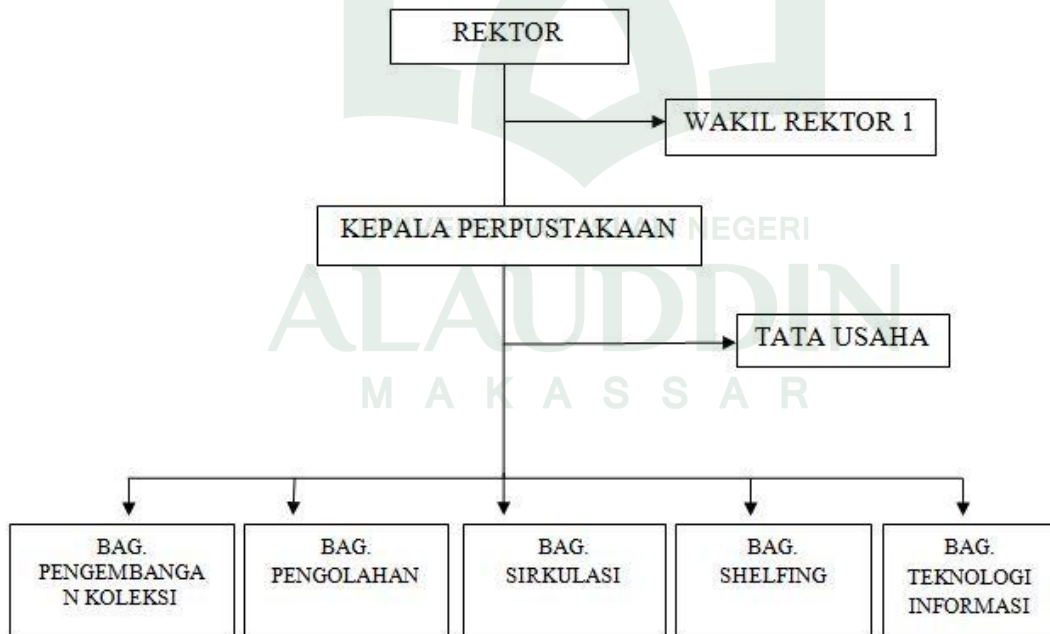 REKTOR
WAKIL REKTOR 1
KEPALA PERPUSTAKAAN
NEGERI
ALAUDDIN
MAKASSAR
TATA USAHA
BAG.
PENGEMBANGA
N KOLEKSI
BAG.
PENGOLAHAN
BAG.
SIRKULASI
BAG.
SHELFING
BAG.
TEKNOLOGI
INFORMASI